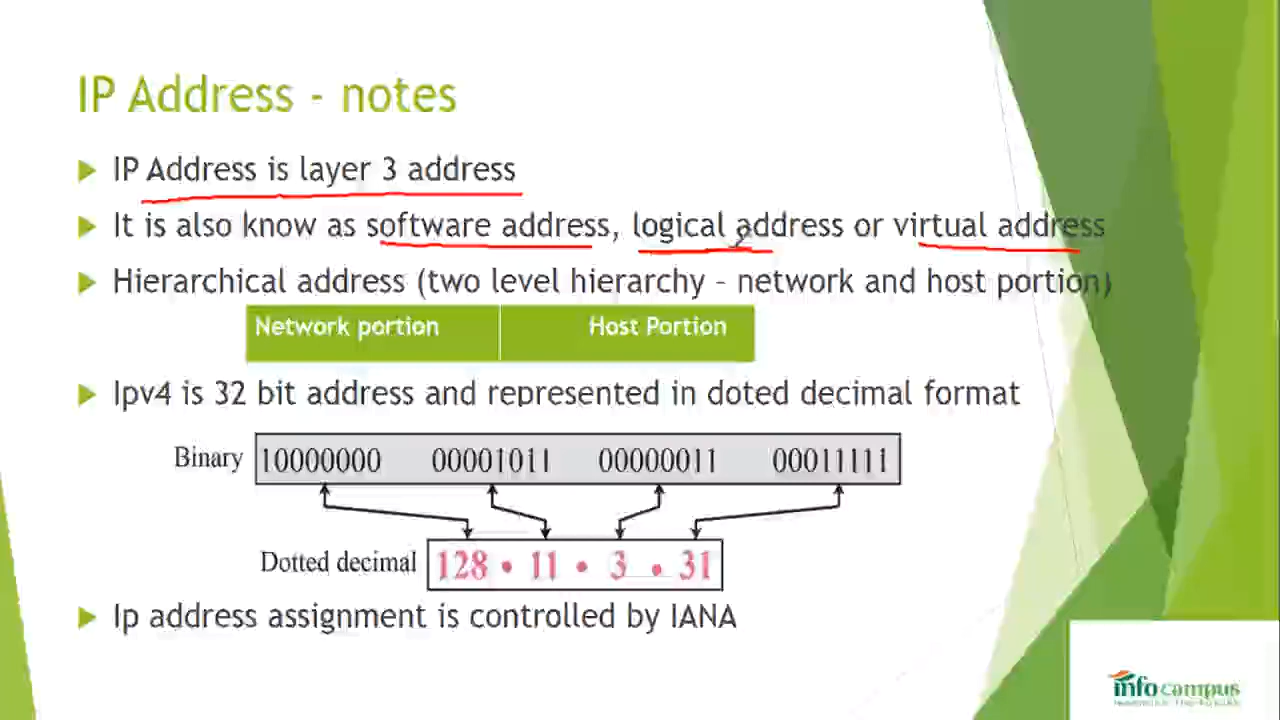 IP Address - notes
IP Address is layer 3 address
It is also know as software address, logical address or virtual address
Hierarchical address (two level hierarchy – network and host portion)
Network portion Host Portion
Ipv4 is 32 bit address and represented in doted decimal format
Binary 10000000 00001011 00000011 00011111
Dotted decimal 128 • 11 • 3 • 31
Ip address assignment is controlled by IANA
infocampus